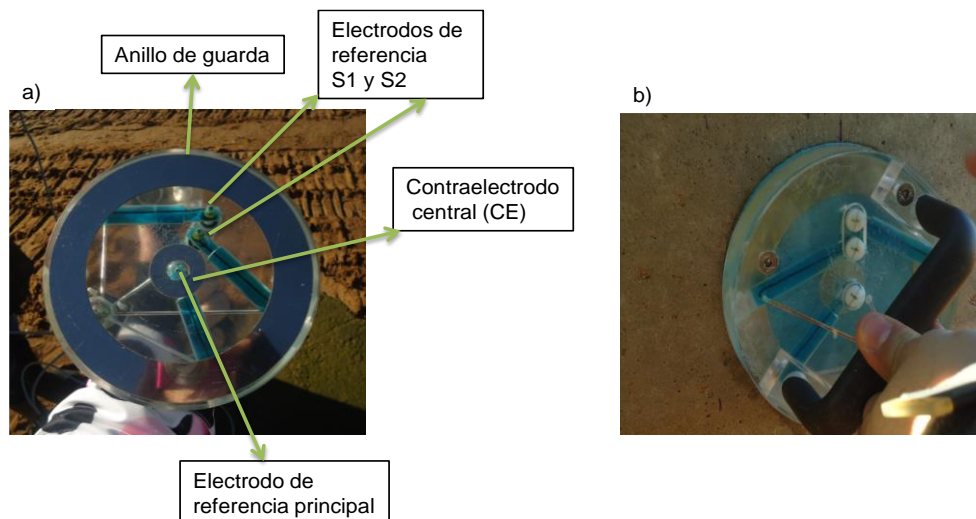 Anillo de guarda
Electrodos de
referencia
S1 y S2
a)
b)
Contraelectrodo
central (CE)
Electrodo de
referencia principal